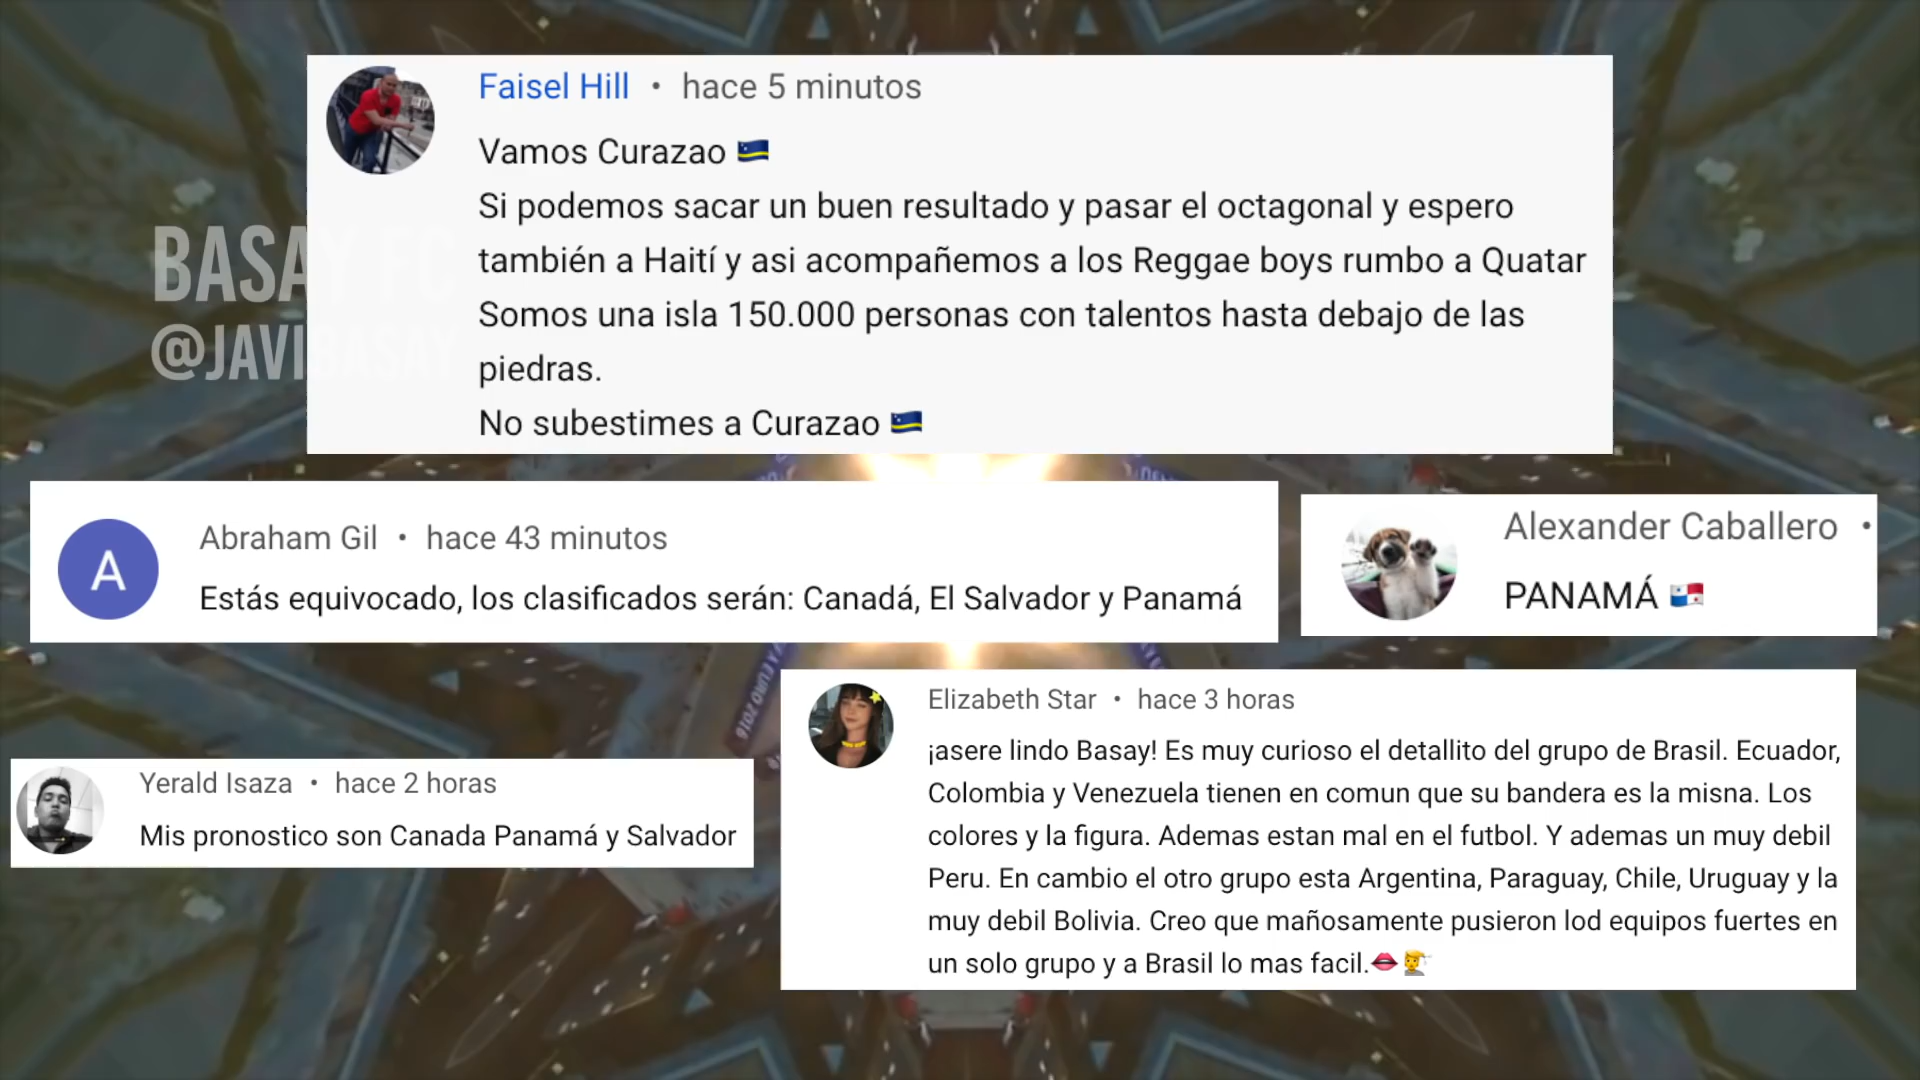 Faisel Hill • hace 5 minutos
Vamos Curazao 🇨🇼
Si podemos sacar un buen resultado y pasar el octagonal y espero
también a Haití y asi acompañemos a los Reggae boys rumbo a Quatar
Somos una isla 150.000 personas con talentos hasta debajo de las
piedras.
No subestimes a Curazao 🇨🇼
BASAY FC
@JAVIBASAY
Abraham Gil • hace 43 minutos
A
Estás equivocado, los clasificados serán: Canadá, El Salvador y Panamá
Alexander Caballero •
PANAMÁ 🇵🇦
Elizabeth Star • hace 3 horas
¡asere lindo Basay! Es muy curioso el detallito del grupo de Brasil. Ecuador,
Colombia y Venezuela tienen en comun que su bandera es la misna. Los
colores y la figura. Ademas estan mal en el futbol. Y ademas un muy debil
Peru. En cambio el otro grupo esta Argentina, Paraguay, Chile, Uruguay y la
muy debil Bolivia. Creo que mañosamente pusieron lod equipos fuertes en
un solo grupo y a Brasil lo mas facil.👄💇
Yerald Isaza • hace 2 horas
Mis pronostico son Canada Panamá y Salvador